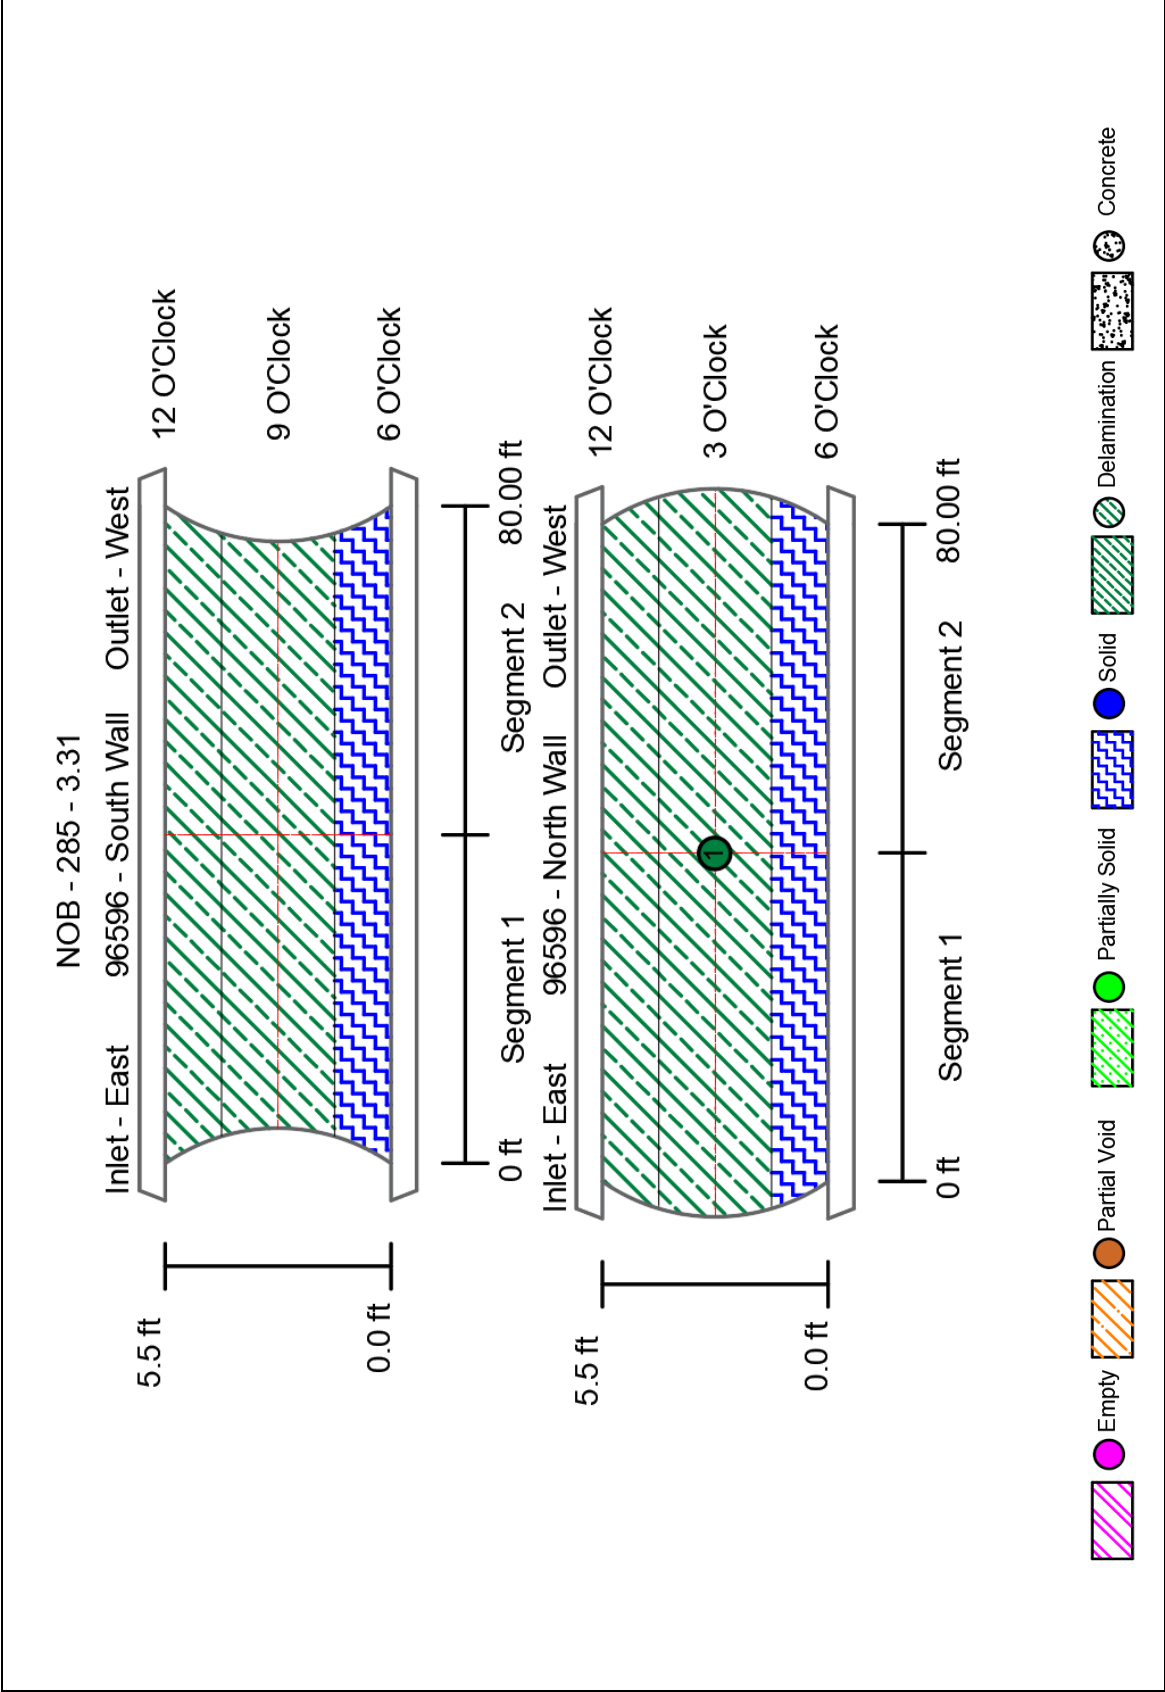 NOB - 285 - 3.31
Inlet - East 96596 - South Wall Outlet - West
5.5 ft
12 O'Clock
9 O'Clock
0.0 ft
6 O'Clock
0 ft Segment 1 Segment 2 80.00 ft
Inlet - East 96596 - North Wall Outlet - West
5.5 ft
12 O'Clock
1
3 O'Clock
0.0 ft
6 O'Clock
0 ft Segment 1 Segment 2 80.00 ft
Empty Partial Void Partially Solid Solid Delamination Concrete